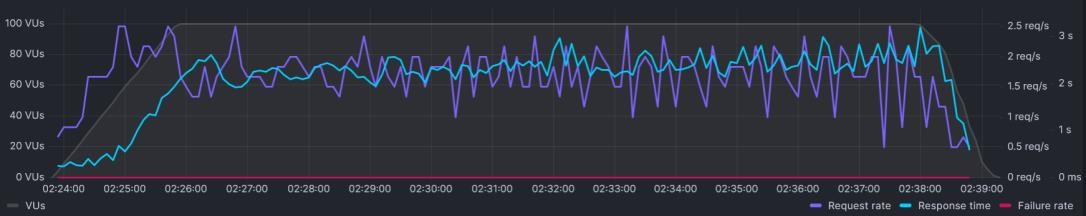 100 VUs
80 VUs
60 VUs
40 VUs
20 VUs
0 VUs
2.5 req/s
2 req/s
1.5 req/s
1 req/s
0.5 req/s
0 req/s
3 s
2 s
1 s
0 ms
02:24:00 02:25:00 02:26:00 02:27:00 02:28:00 02:29:00 02:30:00 02:31:00 02:32:00 02:33:00 02:34:00 02:35:00 02:36:00 02:37:00 02:38:00 02:39:00
VUs Request rate Response time Failure rate